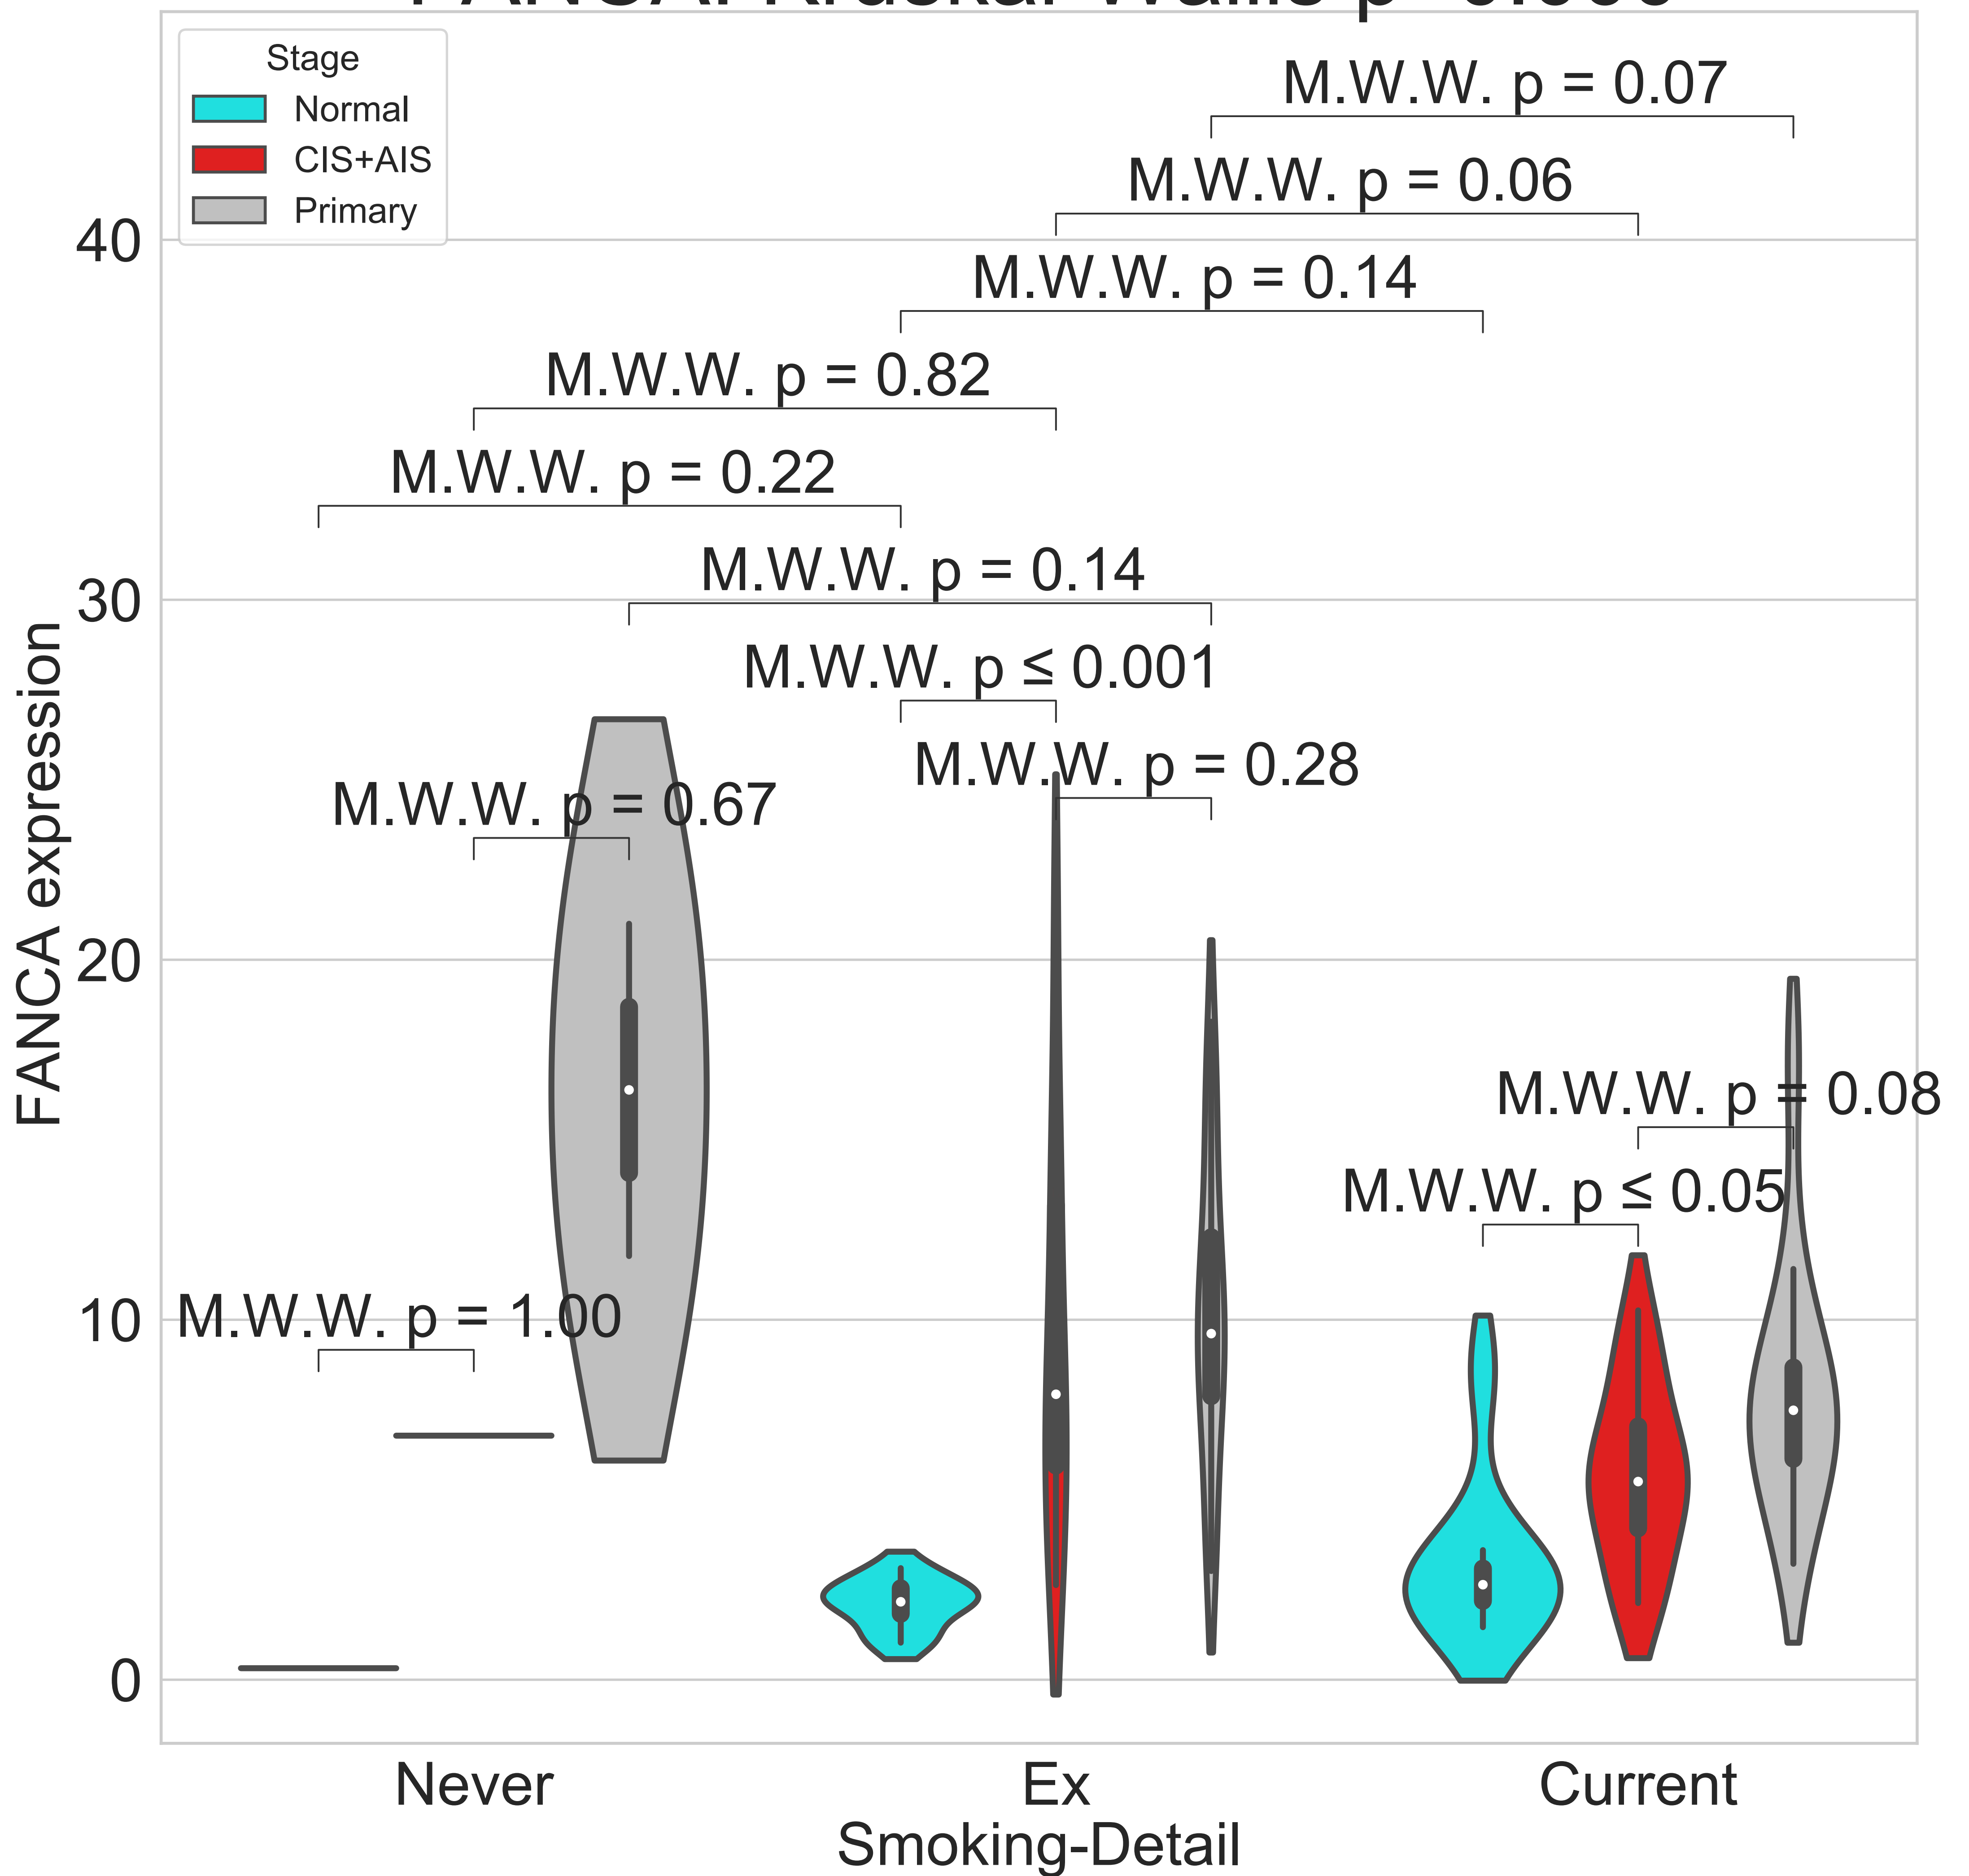 Stage
Normal
CIS+AIS
Primary
M.W.W. p = 0.07
M.W.W. p = 0.06
M.W.W. p = 0.14
M.W.W. p = 0.82
M.W.W. p = 0.22
M.W.W. p = 0.14
M.W.W. p ≤ 0.001
M.W.W. p = 0.28
M.W.W. p = 0.67
M.W.W. p = 0.08
M.W.W. p ≤ 0.05
M.W.W. p = 1.00
40
30
20
10
0
FANCA expression
Never
Ex
Current
Smoking-Detail